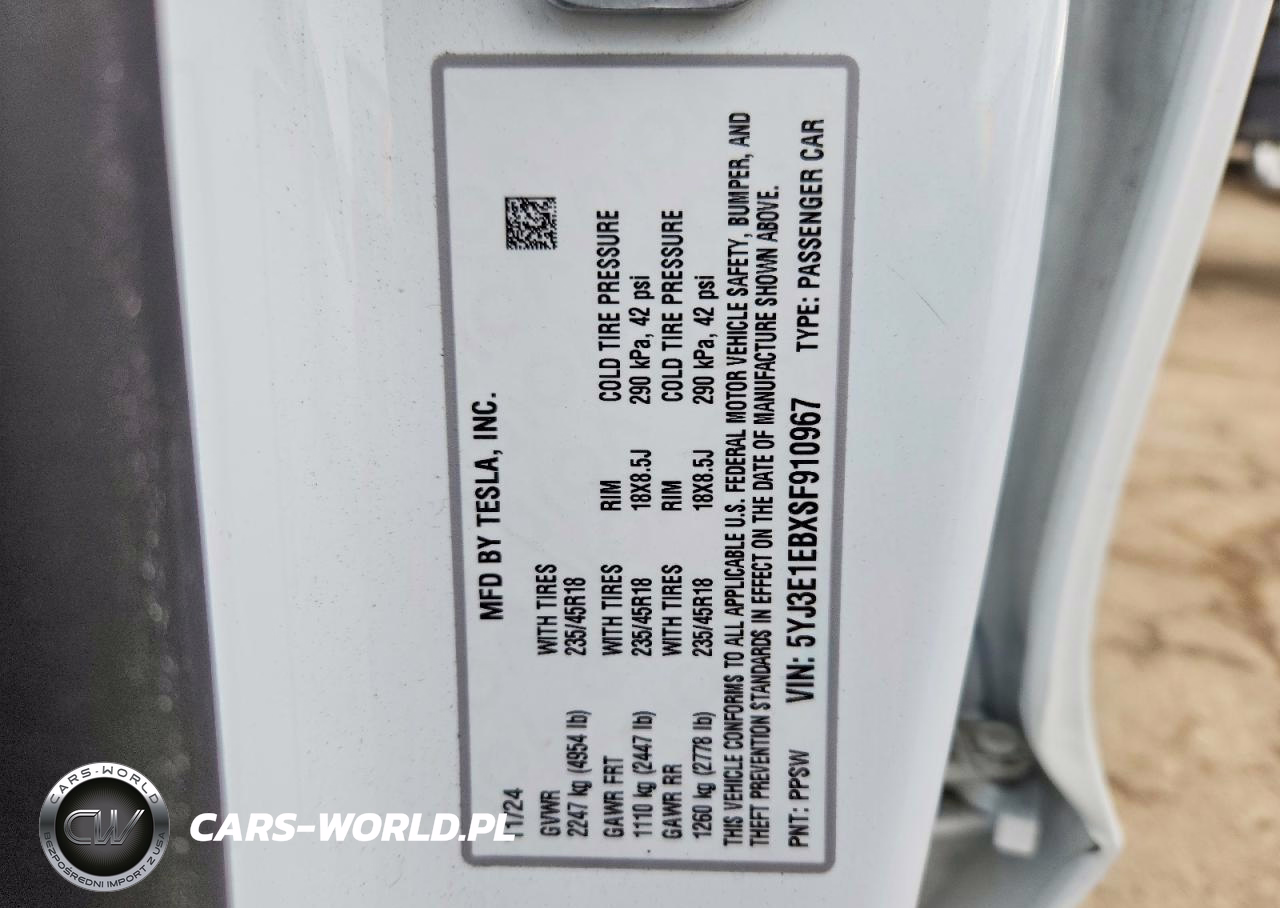 MFD BY TESLA, INC.
11/24
GVWR WITH TIRES
2247 kg (4954 lb) 235/45R18
GAWR FRT WITH TIRES RIM COLD TIRE PRESSURE
1110 kg (2447 lb) 235/45R18 18X8.5J 290 kPa, 42 psi
GAWR RR WITH TIRES RIM COLD TIRE PRESSURE
1260 kg (2778 lb) 235/45R18 18X8.5J 290 kPa, 42 psi
THIS VEHICLE CONFORMS TO ALL APPLICABLE U.S. FEDERAL MOTOR VEHICLE SAFETY, BUMPER, AND
THEFT PREVENTION STANDARDS IN EFFECT ON THE DATE OF MANUFACTURE SHOWN ABOVE.
PNT: PPSW VIN: 5YJ3E1EBXSF910967 TYPE: PASSENGER CAR
CARS-WORLD
CW
BEZPOŚREDNI IMPORT Z USA
CARS-WORLD.PL